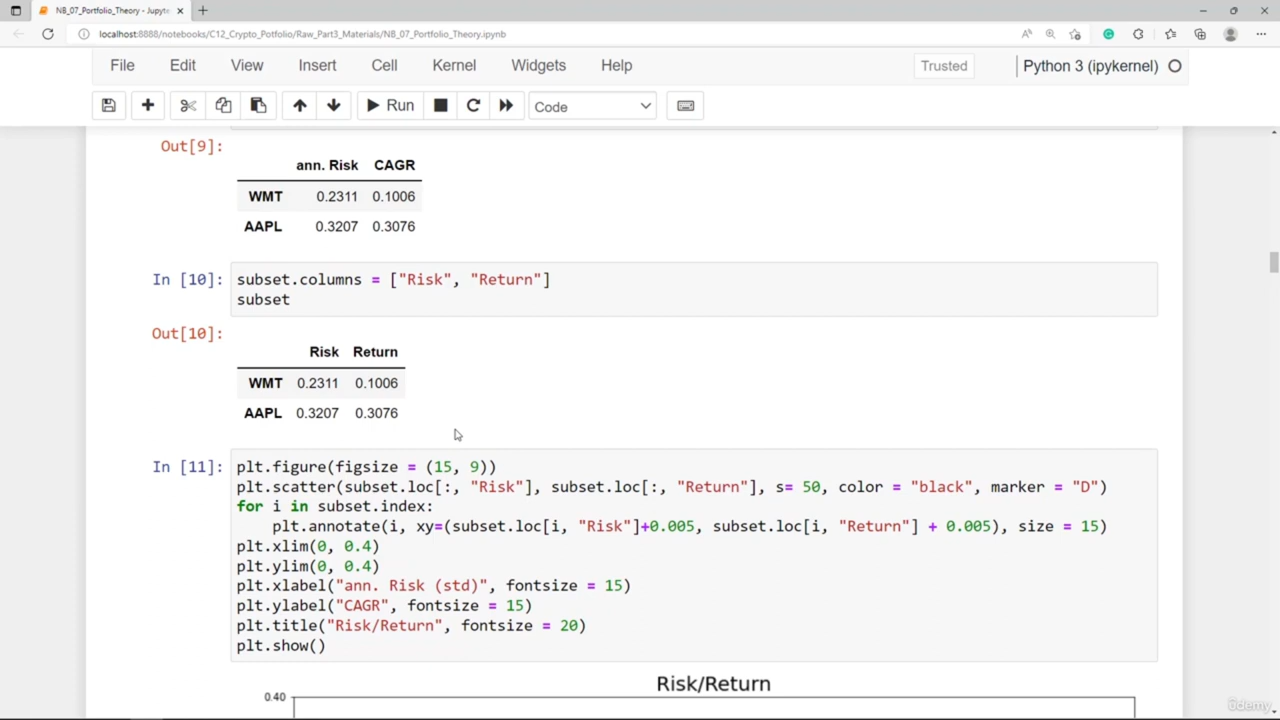 NB_07_Portfolio_Theory - Jupyte
localhost:8888/notebooks/C12_Crypto_Potfolio/Raw_Part3_Materials/NB_07_Portfolio_Theory.ipynb
File Edit View Insert Cell Kernel Widgets Help Trusted Python 3 (ipykernel)
Run Code
Out[9]:
ann. Risk CAGR
WMT 0.2311 0.1006
AAPL 0.3207 0.3076
In [10]: subset.columns = ["Risk", "Return"]
subset
Out[10]:
Risk Return
WMT 0.2311 0.1006
AAPL 0.3207 0.3076
In [11]: plt.figure(figsize = (15, 9))
plt.scatter(subset.loc[:, "Risk"], subset.loc[:, "Return"], s= 50, color = "black", marker = "D")
for i in subset.index:
    plt.annotate(i, xy=(subset.loc[i, "Risk"]+0.005, subset.loc[i, "Return"] + 0.005), size = 15)
plt.xlim(0, 0.4)
plt.ylim(0, 0.4)
plt.xlabel("ann. Risk (std)", fontsize = 15)
plt.ylabel("CAGR", fontsize = 15)
plt.title("Risk/Return", fontsize = 20)
plt.show()
Risk/Return
0.40
ûdemy